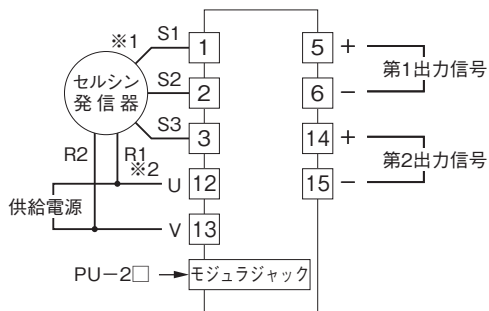 ※1
S1
1
5
+
セルシン
発信器
S2
2
第1出力信号
6
−
S3
3
14
+
R2
R1
※2
第2出力信号
U
12
15
−
供給電源
V
13
PU−2□
モジュラジャック